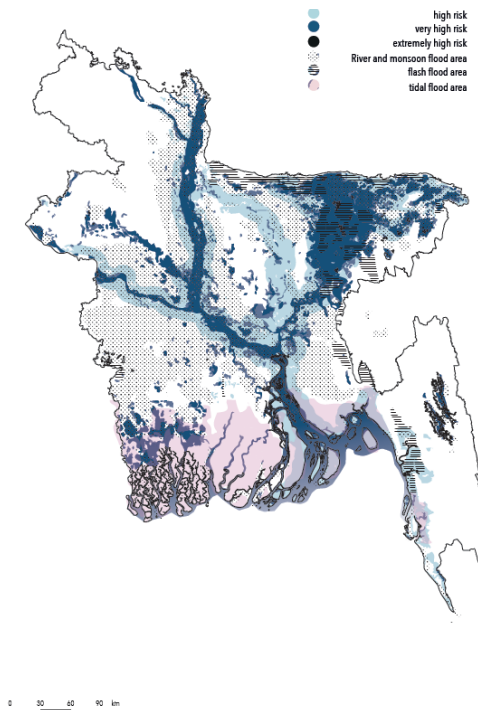 high risk
very high risk
extremely high risk
River and monsoon flood area
flash flood area
tidal flood area
0 30 60 90 km